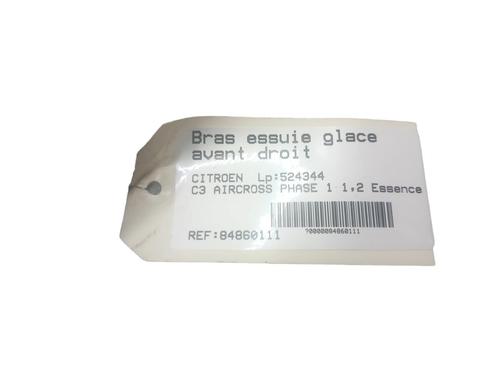 Bras essuie glace
avant droit
CITROEN Lp:524344
C3 AIRCROSS PHASE 1 1,2 Essence
REF:84860111
?0000084860111